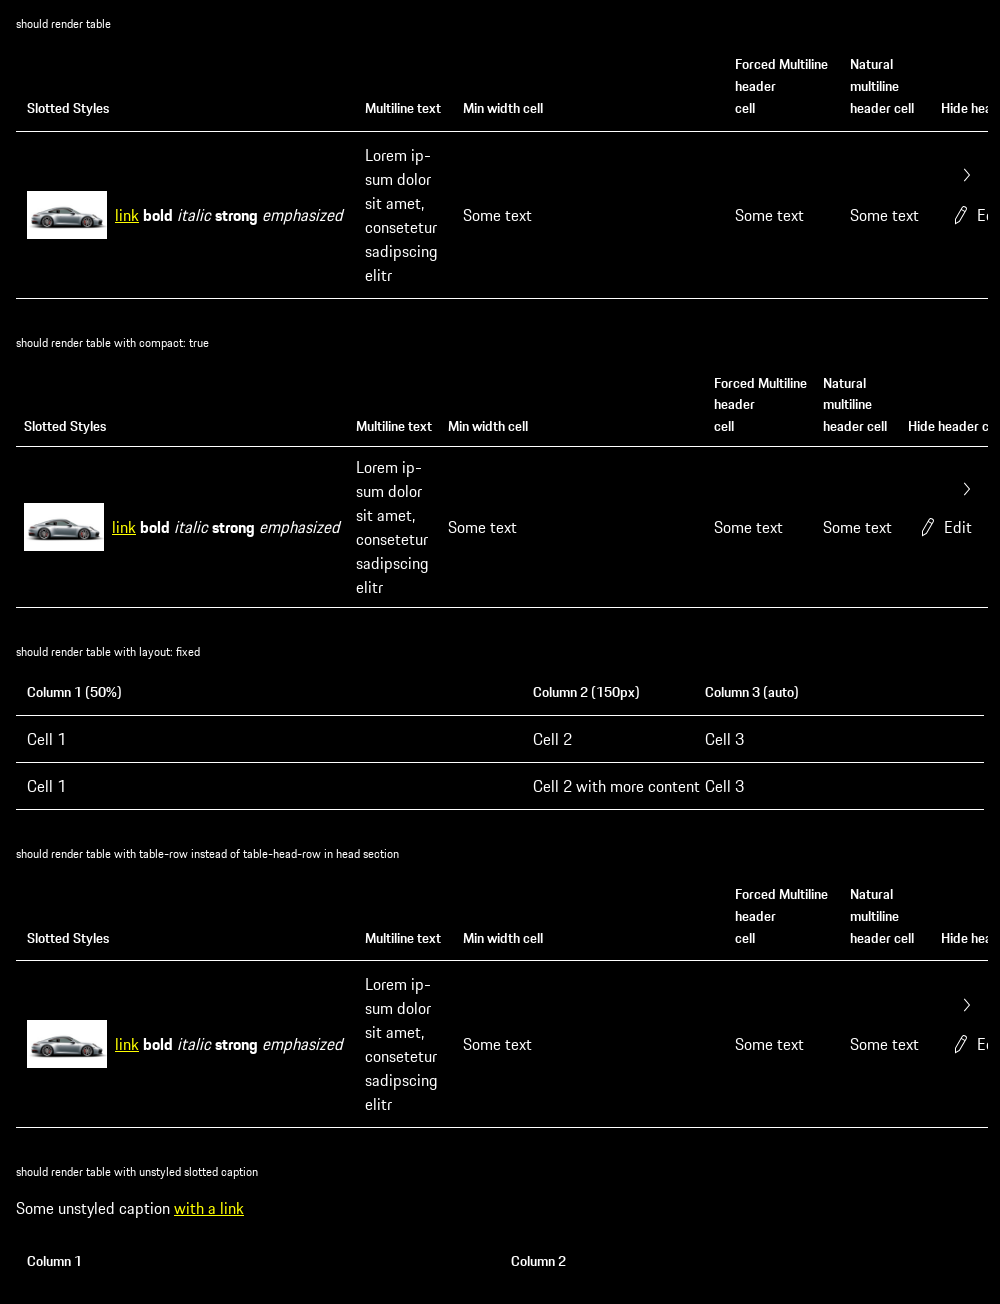 should render table
Forced Multiline Natural
header multiline
Slotted Styles Multiline text Min width cell cell header cell Hide hea
Lorem ip-
sum dolor
sit amet,
link bold italic strong emphasized consetetur Some text Some text Some text Ed
sadipscing
elitr
should render table with compact: true
Forced Multiline Natural
header multiline
Slotted Styles Multiline text Min width cell cell header cell Hide header c
Lorem ip-
sum dolor
sit amet,
link bold italic strong emphasized consetetur Some text Some text Some text Edit
sadipscing
elitr
should render table with layout: fixed
Column 1 (50%) Column 2 (150px) Column 3 (auto)
Cell 1 Cell 2 Cell 3
Cell 1 Cell 2 with more content Cell 3
should render table with table-row instead of table-head-row in head section
Forced Multiline Natural
header multiline
Slotted Styles Multiline text Min width cell cell header cell Hide hea
Lorem ip-
sum dolor
sit amet,
link bold italic strong emphasized consetetur Some text Some text Some text Ed
sadipscing
elitr
should render table with unstyled slotted caption
Some unstyled caption with a link
Column 1 Column 2